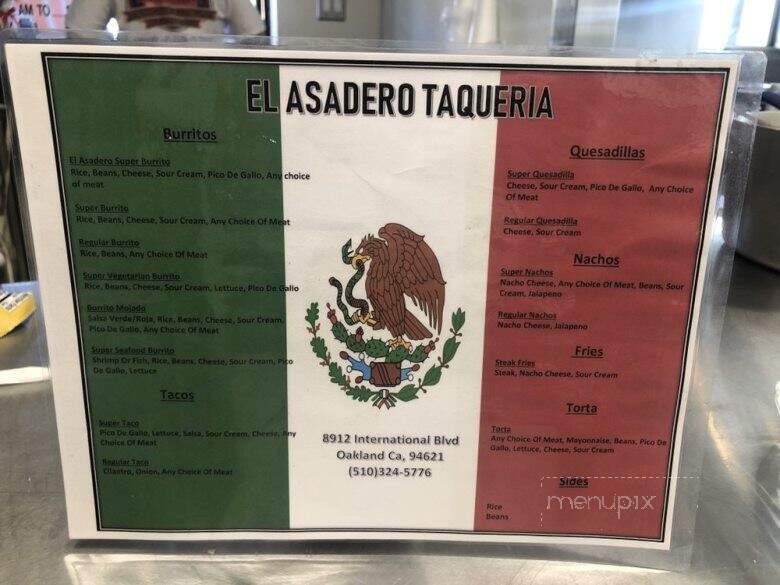 AM TO
EL ASADERO TAQUERIA
Burritos
El Asadero Super Burrito
Rice, Beans, Cheese, Sour Cream, Pico De Gallo, Any choice
of meat
Super Burrito
Rice, Beans, Cheese, Sour Cream, Any Choice Of Meat
Regular Burrito
Rice, Beans, Any Choice Of Meat
Super Vegetarian Burrito
Rice, Beans, Cheese, Sour Cream, Lettuce, Pico De Gallo
Burrito Mojado
Salsa Verde/Roja, Rice, Beans, Cheese, Sour Cream,
Pico De Gallo, Any Choice Of Meat
Super Seafood Burrito
Shrimp Or Fish, Rice, Beans, Cheese, Sour Cream, Pico
De Gallo, Lettuce
Tacos
Super Taco
Pico De Gallo, Lettuce, Salsa, Sour Cream, Cheese, Any
Choice Of Meat
Regular Taco
Cilantro, Onion, Any Choice Of Meat
8912 International Blvd
Oakland Ca, 94621
(510)324-5776
Quesadillas
Super Quesadilla
Cheese, Sour Cream, Pico De Gallo, Any Choice
Of Meat
Regular Quesadilla
Cheese, Sour Cream
Nachos
Super Nachos
Nacho Cheese, Any Choice Of Meat, Beans, Sour
Cream, Jalapeno
Regular Nachos
Nacho Cheese, Jalapeno
Fries
Steak Fries
Steak, Nacho Cheese, Sour Cream
Torta
Torta
Any Choice Of Meat, Mayonnaise, Beans, Pico De
Gallo, Lettuce, Cheese, Sour Cream
Sides
Rice
Beans
menupix